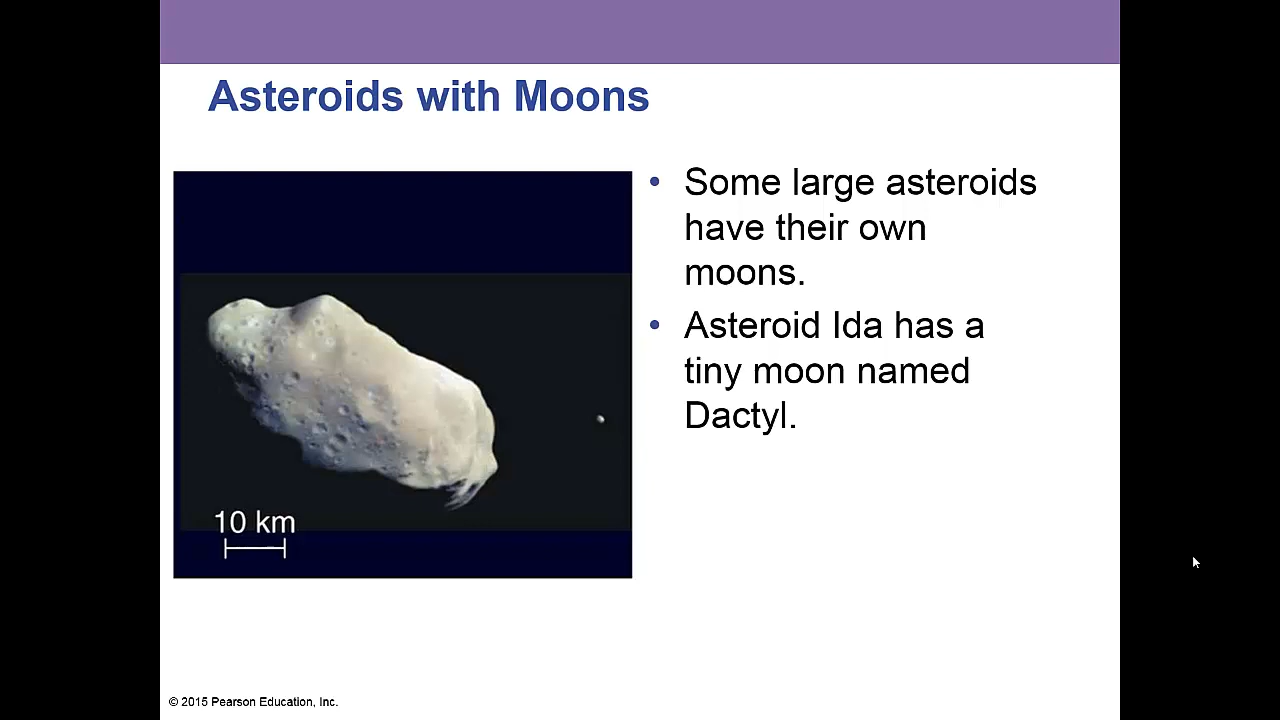 Asteroids with Moons
• Some large asteroids
have their own
moons.
• Asteroid Ida has a
tiny moon named
Dactyl.
10 km
© 2015 Pearson Education, Inc.